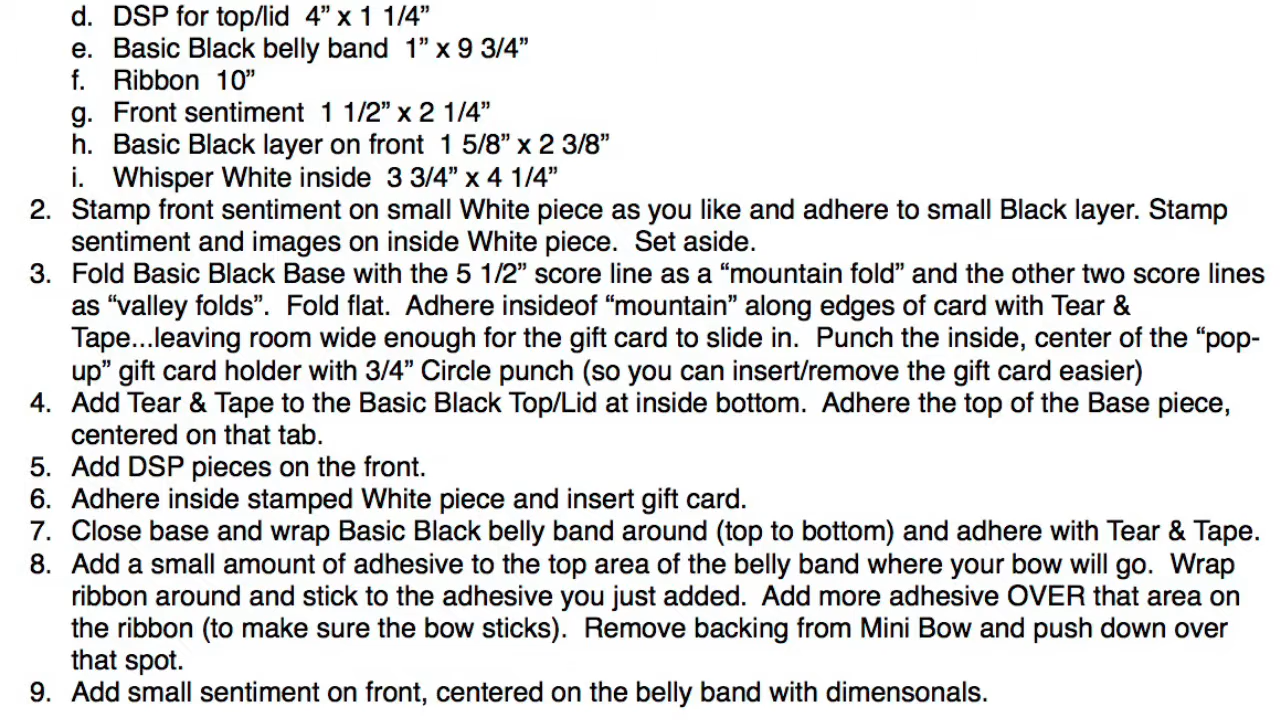 d. DSP for top/lid 4” x 1 1/4”
e. Basic Black belly band 1” x 9 3/4”
f. Ribbon 10”
g. Front sentiment 1 1/2” x 2 1/4”
h. Basic Black layer on front 1 5/8” x 2 3/8”
i. Whisper White inside 3 3/4” x 4 1/4”
2. Stamp front sentiment on small White piece as you like and adhere to small Black layer. Stamp
sentiment and images on inside White piece. Set aside.
3. Fold Basic Black Base with the 5 1/2” score line as a “mountain fold” and the other two score lines
as “valley folds”. Fold flat. Adhere insideof “mountain” along edges of card with Tear &
Tape...leaving room wide enough for the gift card to slide in. Punch the inside, center of the “pop-
up” gift card holder with 3/4” Circle punch (so you can insert/remove the gift card easier)
4. Add Tear & Tape to the Basic Black Top/Lid at inside bottom. Adhere the top of the Base piece,
centered on that tab.
5. Add DSP pieces on the front.
6. Adhere inside stamped White piece and insert gift card.
7. Close base and wrap Basic Black belly band around (top to bottom) and adhere with Tear & Tape.
8. Add a small amount of adhesive to the top area of the belly band where your bow will go. Wrap
ribbon around and stick to the adhesive you just added. Add more adhesive OVER that area on
the ribbon (to make sure the bow sticks). Remove backing from Mini Bow and push down over
that spot.
9. Add small sentiment on front, centered on the belly band with dimensonals.